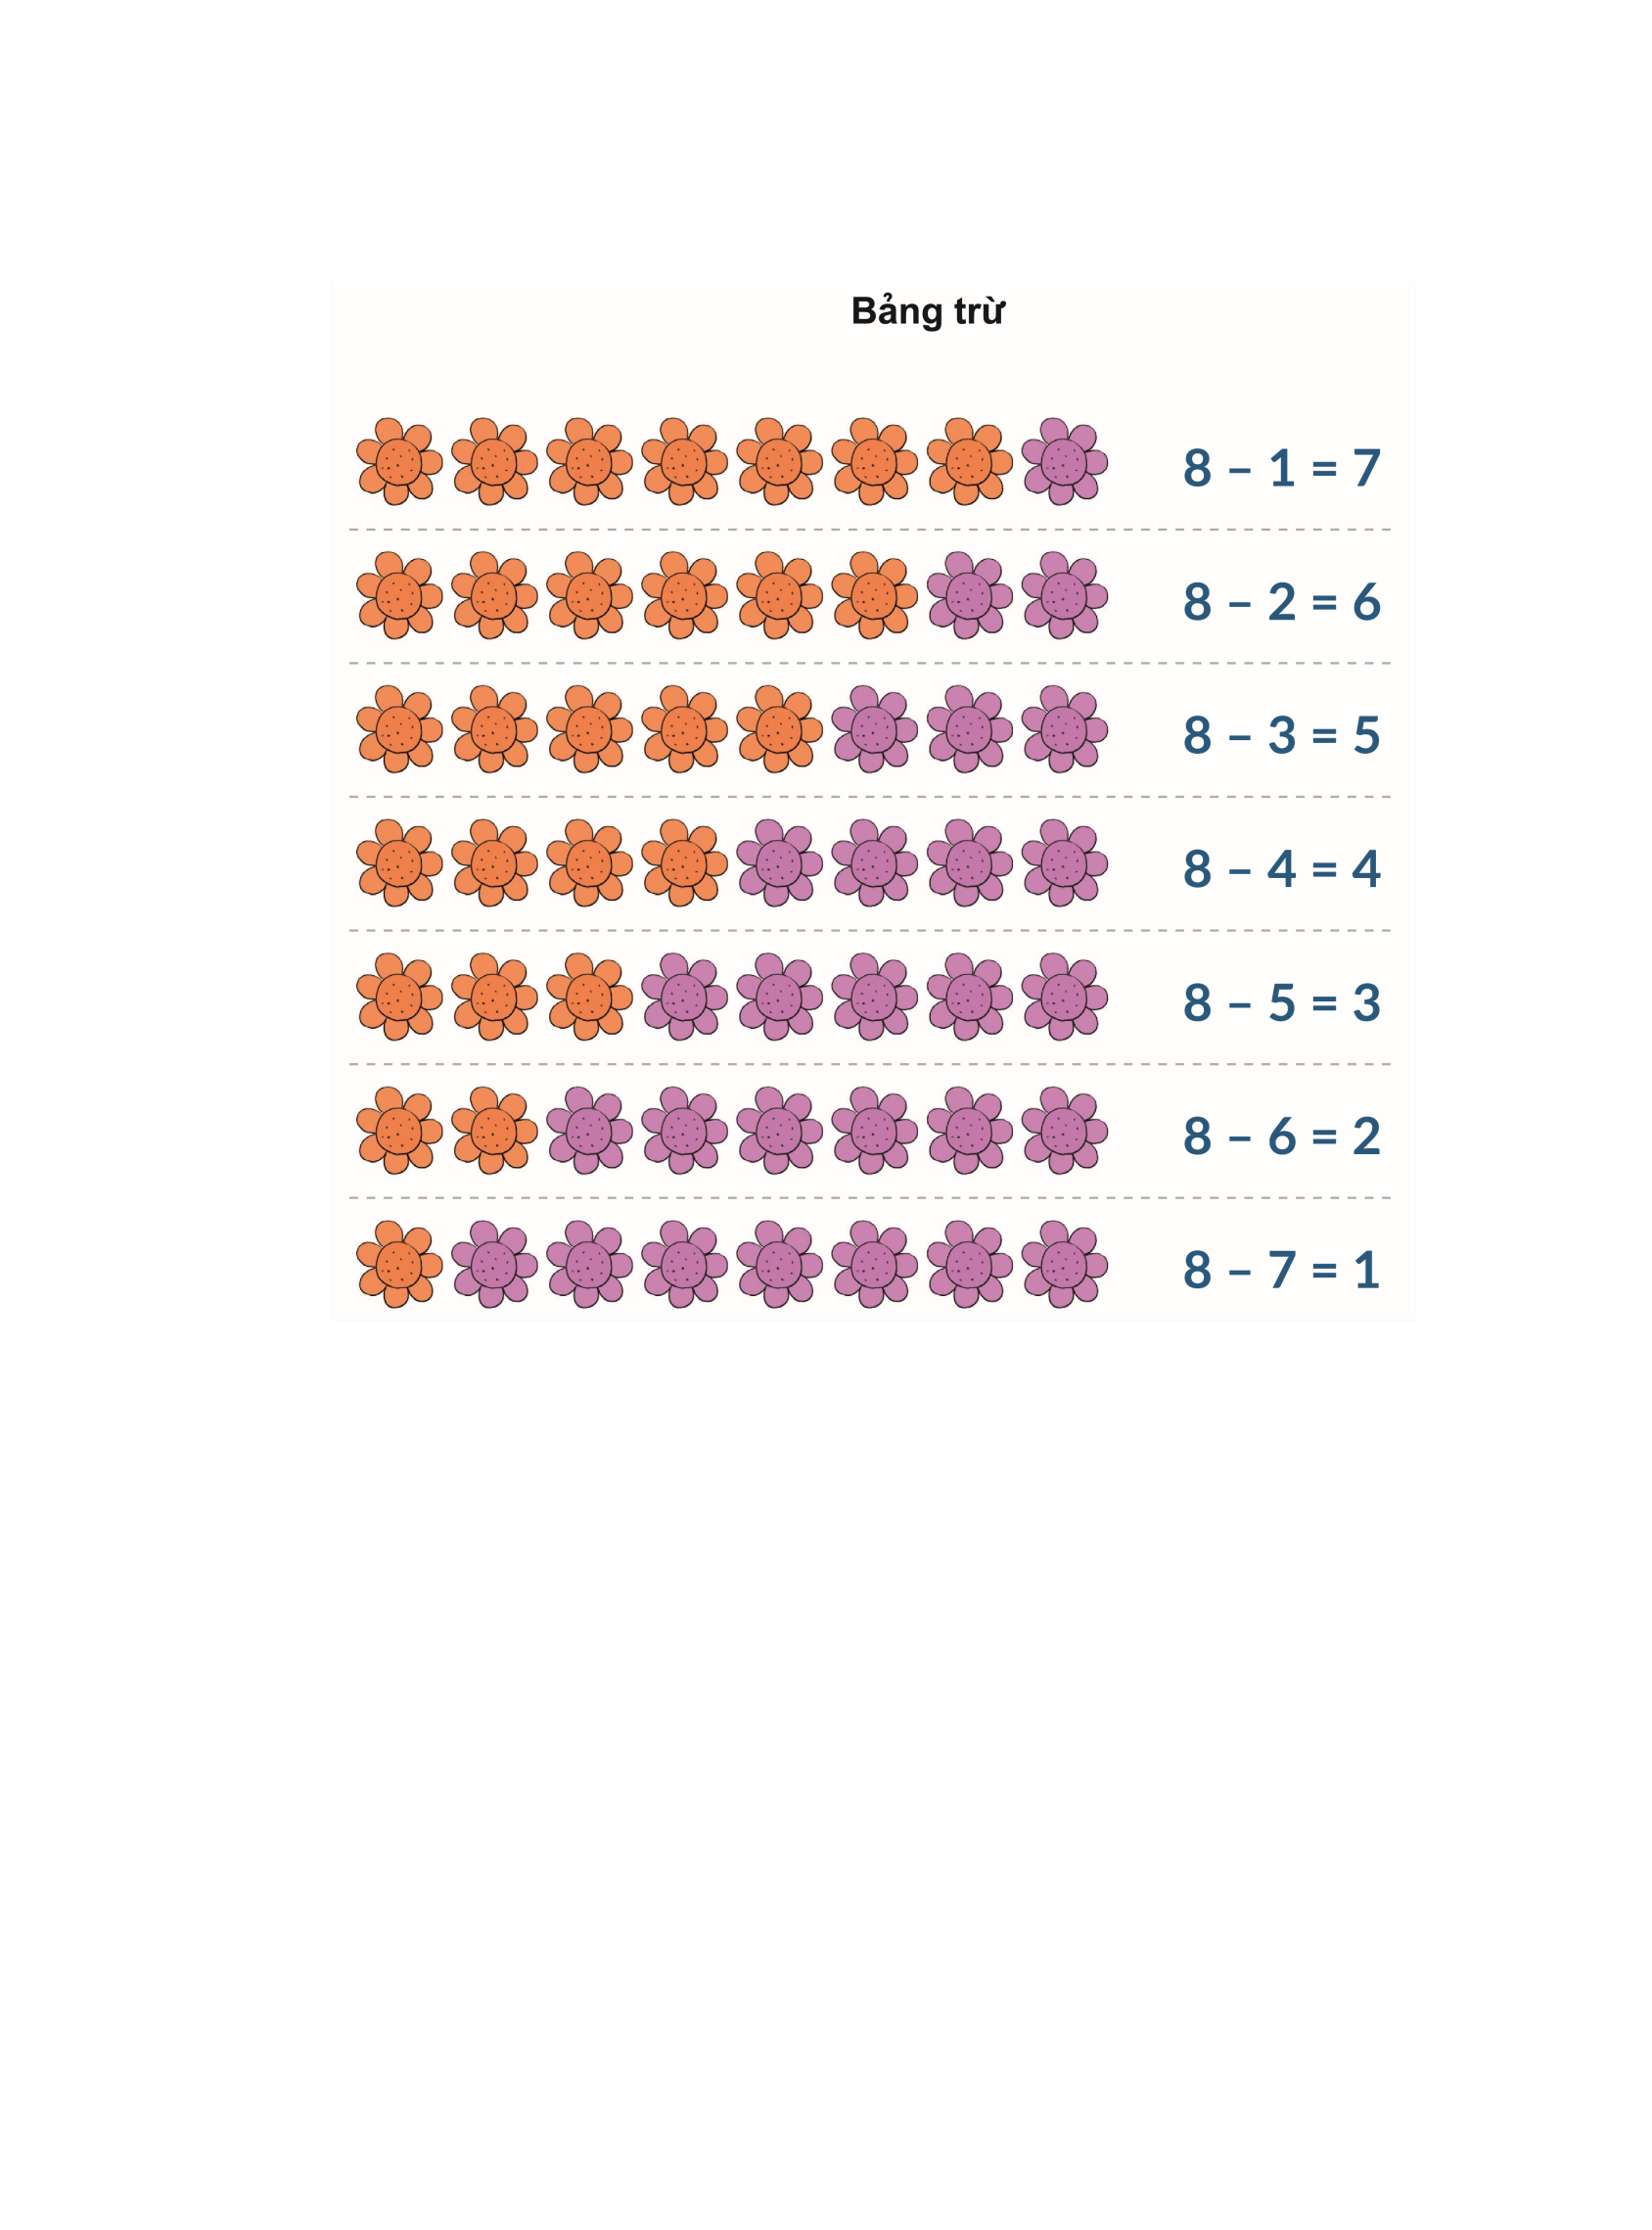 Bảng trừ
8 – 1 = 7
8 – 2 = 6
8 – 3 = 5
8 – 4 = 4
8 – 5 = 3
8 – 6 = 2
8 – 7 = 1